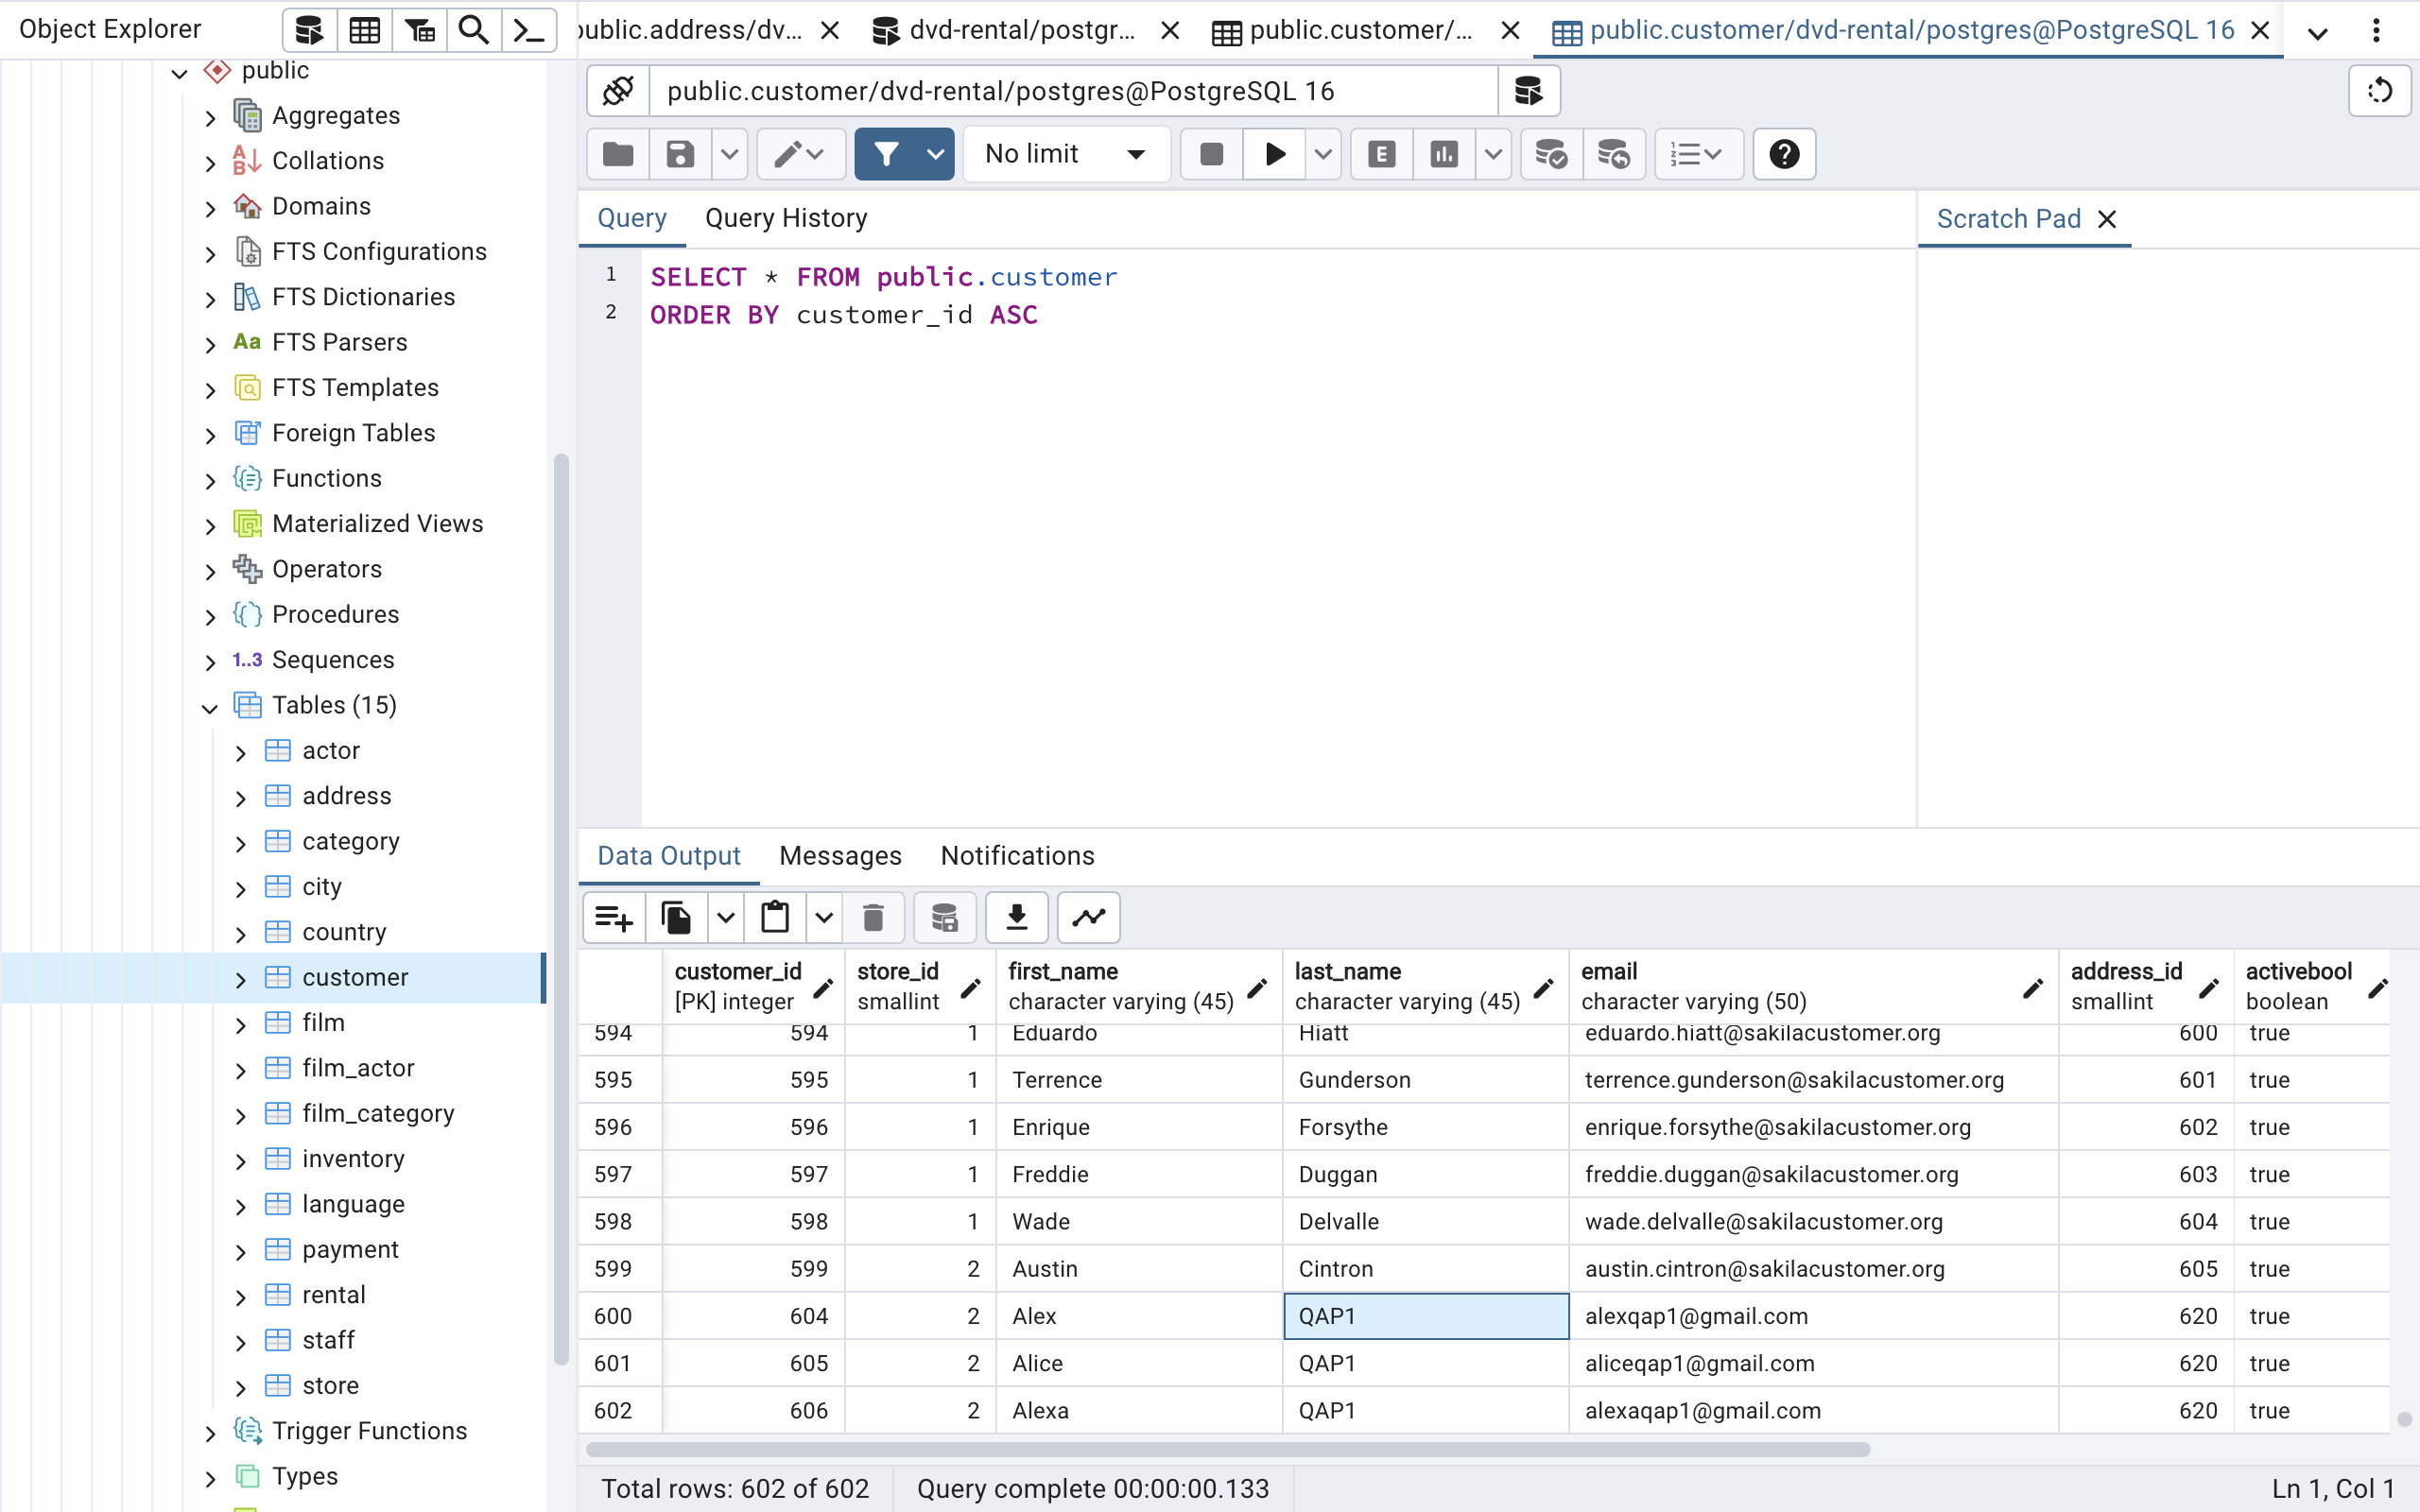 Object Explorer
public.address/dv...
dvd-rental/postgr...
public.customer/...
public.customer/dvd-rental/postgres@PostgreSQL 16
public
Aggregates
Collations
Domains
FTS Configurations
FTS Dictionaries
Aa FTS Parsers
FTS Templates
Foreign Tables
Functions
Materialized Views
Operators
Procedures
1..3 Sequences
Tables (15)
actor
address
category
city
country
customer
film
film_actor
film_category
inventory
language
payment
rental
staff
store
Trigger Functions
Types
public.customer/dvd-rental/postgres@PostgreSQL 16
No limit
E
Query
Query History
Scratch Pad
1 SELECT * FROM public.customer
2 ORDER BY customer_id ASC
Data Output
Messages
Notifications
customer_id
[PK] integer
store_id
smallint
first_name
character varying (45)
last_name
character varying (45)
email
character varying (50)
address_id
smallint
activebool
boolean
594 594 1 Eduardo Hiatt eduardo.hiatt@sakilacustomer.org 600 true
595 595 1 Terrence Gunderson terrence.gunderson@sakilacustomer.org 601 true
596 596 1 Enrique Forsythe enrique.forsythe@sakilacustomer.org 602 true
597 597 1 Freddie Duggan freddie.duggan@sakilacustomer.org 603 true
598 598 1 Wade Delvalle wade.delvalle@sakilacustomer.org 604 true
599 599 2 Austin Cintron austin.cintron@sakilacustomer.org 605 true
600 604 2 Alex QAP1 alexqap1@gmail.com 620 true
601 605 2 Alice QAP1 aliceqap1@gmail.com 620 true
602 606 2 Alexa QAP1 alexaqap1@gmail.com 620 true
Total rows: 602 of 602
Query complete 00:00:00.133
Ln 1, Col 1